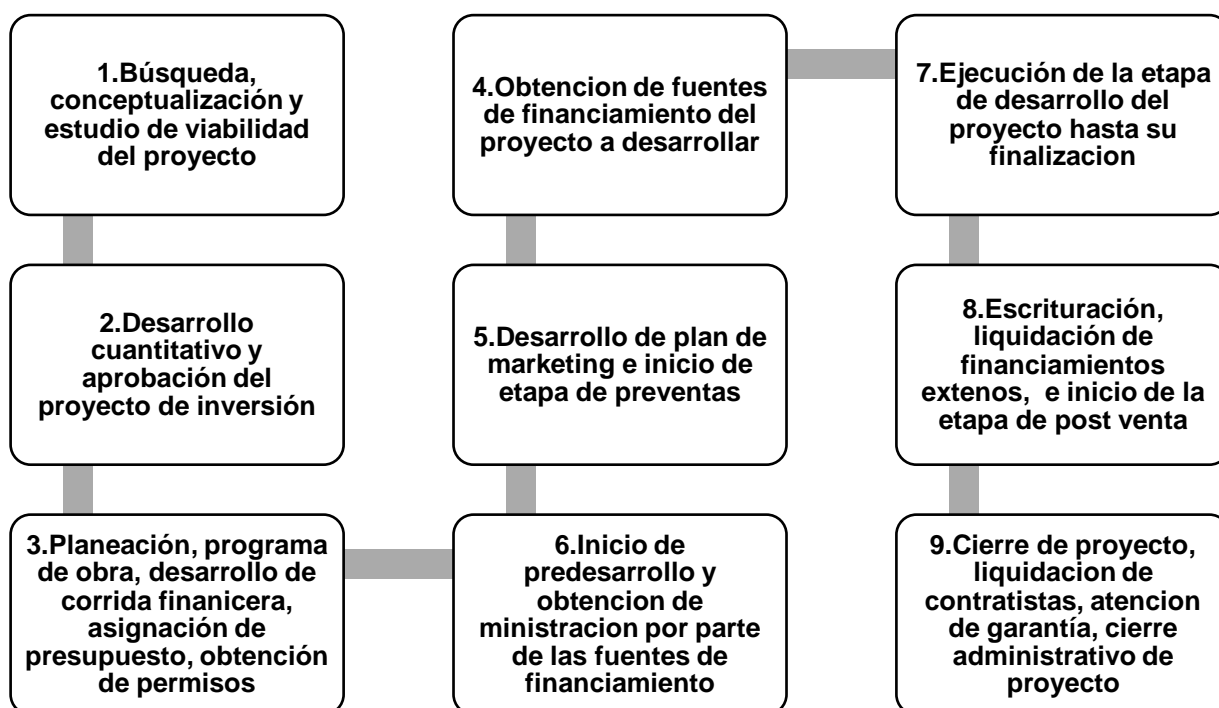 1.Búsqueda,
conceptualización y
estudio de viabilidad
del proyecto
2.Desarrollo
cuantitativo y
aprobación del
proyecto de inversión
3.Planeación, programa
de obra, desarrollo de
corrida finanicera,
asignación de
presupuesto, obtención
de permisos
4.Obtencion de fuentes
de financiamiento del
proyecto a desarrollar
5.Desarrollo de plan de
marketing e inicio de
etapa de preventas
6.Inicio de
predesarrollo y
obtencion de
ministracion por parte
de las fuentes de
financiamiento
7.Ejecución de la etapa
de desarrollo del
proyecto hasta su
finalizacion
8.Escrituración,
liquidación de
financiamientos
extenos, e inicio de la
etapa de post venta
9.Cierre de proyecto,
liquidacion de
contratistas, atencion
de garantía, cierre
administrativo de
proyecto